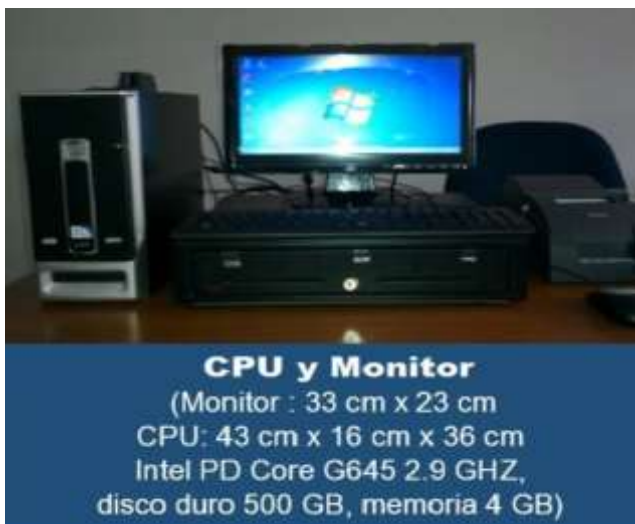 CPU y Monitor
(Monitor : 33 cm x 23 cm
CPU: 43 cm x 16 cm x 36 cm
Intel PD Core G645 2.9 GHZ,
disco duro 500 GB, memoria 4 GB)